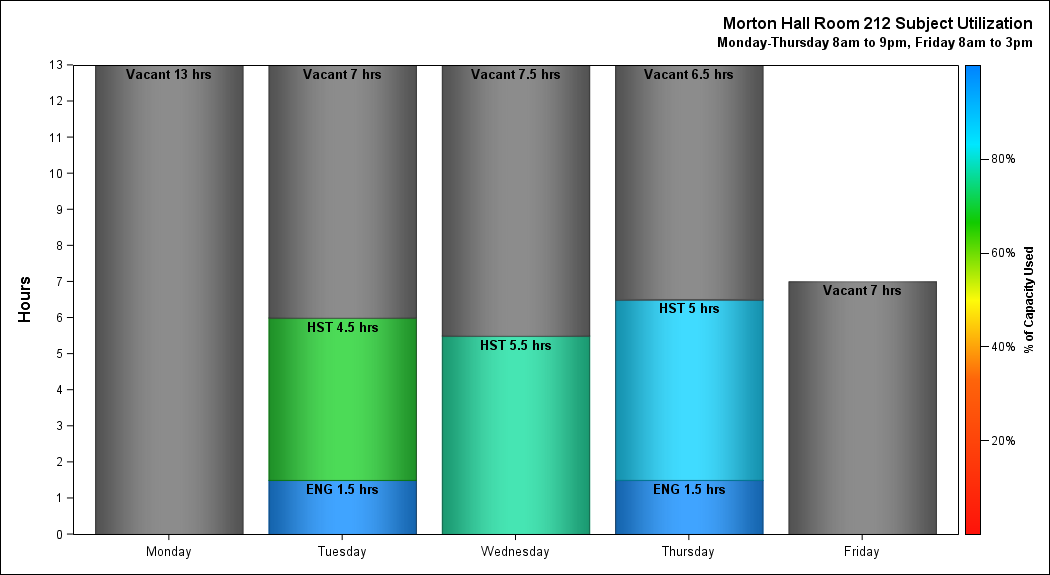 Morton Hall Room 212 Subject Utilization
Monday-Thursday 8am to 9pm, Friday 8am to 3pm
Hours
13
12
11
10
9
8
7
6
5
4
3
2
1
0
Vacant 13 hrs
Vacant 7 hrs
HST 4.5 hrs
ENG 1.5 hrs
Vacant 7.5 hrs
HST 5.5 hrs
Vacant 6.5 hrs
HST 5 hrs
ENG 1.5 hrs
Vacant 7 hrs
Monday
Tuesday
Wednesday
Thursday
Friday
80%
60%
40%
20%
% of Capacity Used